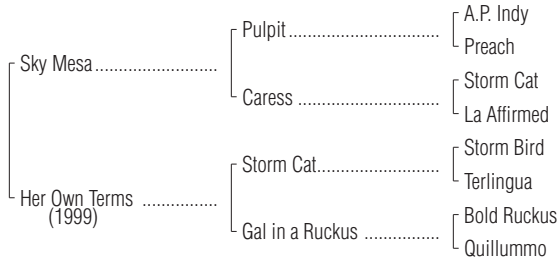 A.P. Indy
Pulpit
Preach
Sky Mesa
Storm Cat
Caress
La Affirmed
Storm Bird
Storm Cat
Terlingua
Her Own Terms
(1999)
Bold Ruckus
Gal in a Ruckus
Quillummo